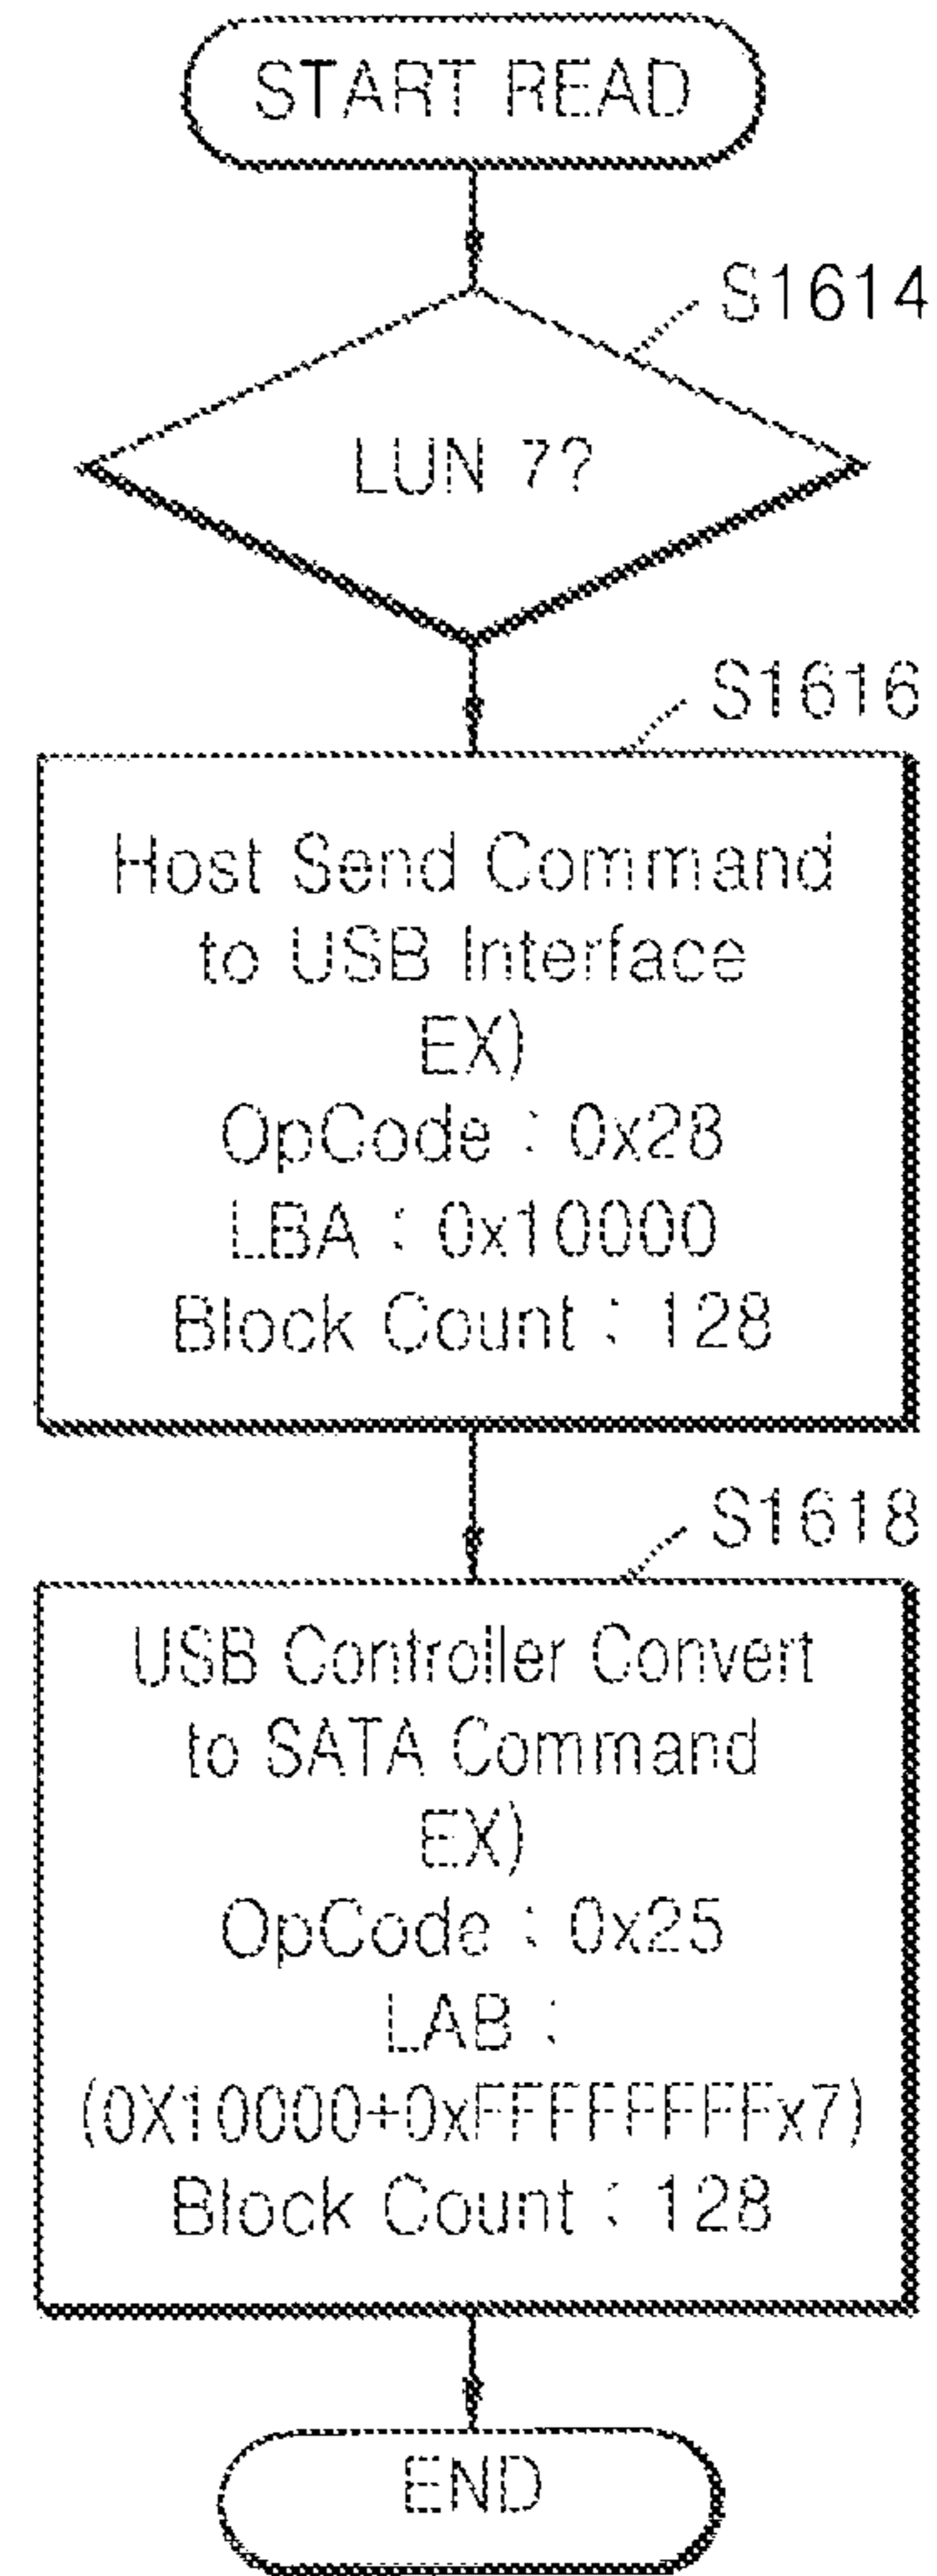 START READ
S1614
LUN 7?
S1616
Host Send Command
to USB Interface
EX)
OpCode : 0x28
LBA : 0x10000
Block Count : 128
S1618
USB Controller Convert
to SATA Command
EX)
OpCode : 0x25
LAB :
(0X10000+0xFFFFFFFFx7)
Block Count : 128
END